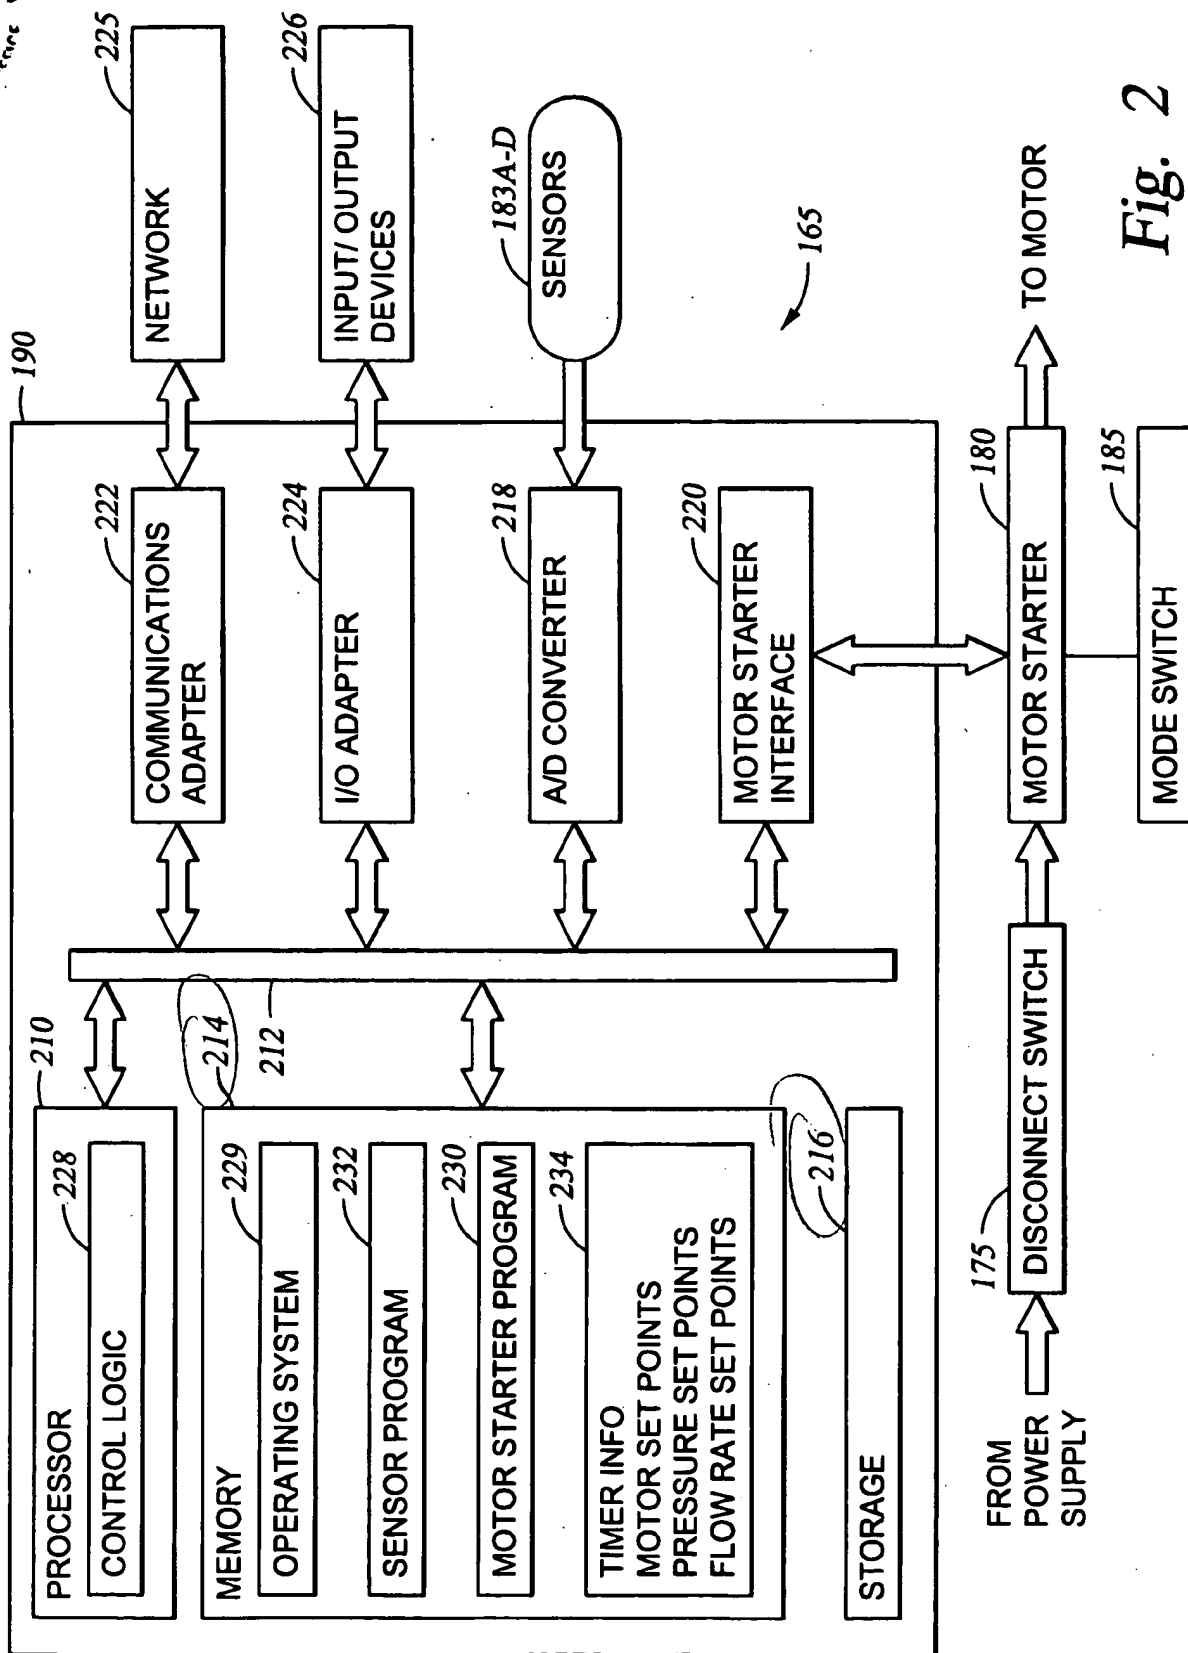 190
PROCESSOR
210
CONTROL LOGIC
228
MEMORY
214
OPERATING SYSTEM
229
SENSOR PROGRAM
232
MOTOR STARTER PROGRAM
230
TIMER INFO
MOTOR SET POINTS
PRESSURE SET POINTS
FLOW RATE SET POINTS
234
STORAGE
216
212
COMMUNICATIONS
ADAPTER
222
I/O ADAPTER
224
A/D CONVERTER
218
MOTOR STARTER
INTERFACE
220
NETWORK
225
INPUT/OUTPUT
DEVICES
226
SENSORS
183A-D
165
FROM
POWER
SUPPLY
DISCONNECT SWITCH
175
MOTOR STARTER
180
TO MOTOR
MODE SWITCH
185
Fig. 2